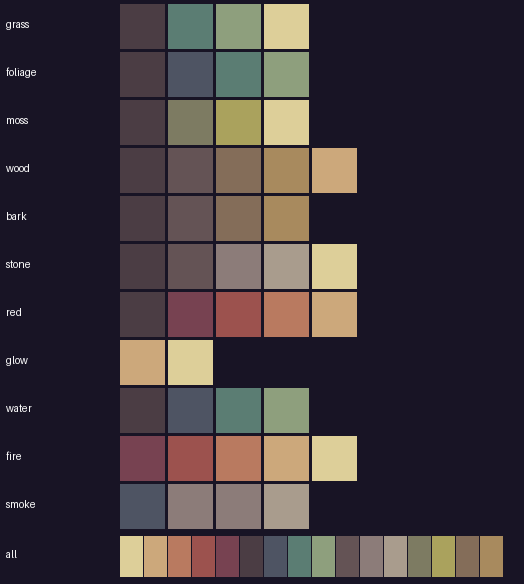 grass
foliage
moss
wood
bark
stone
red
glow
water
fire
smoke
all